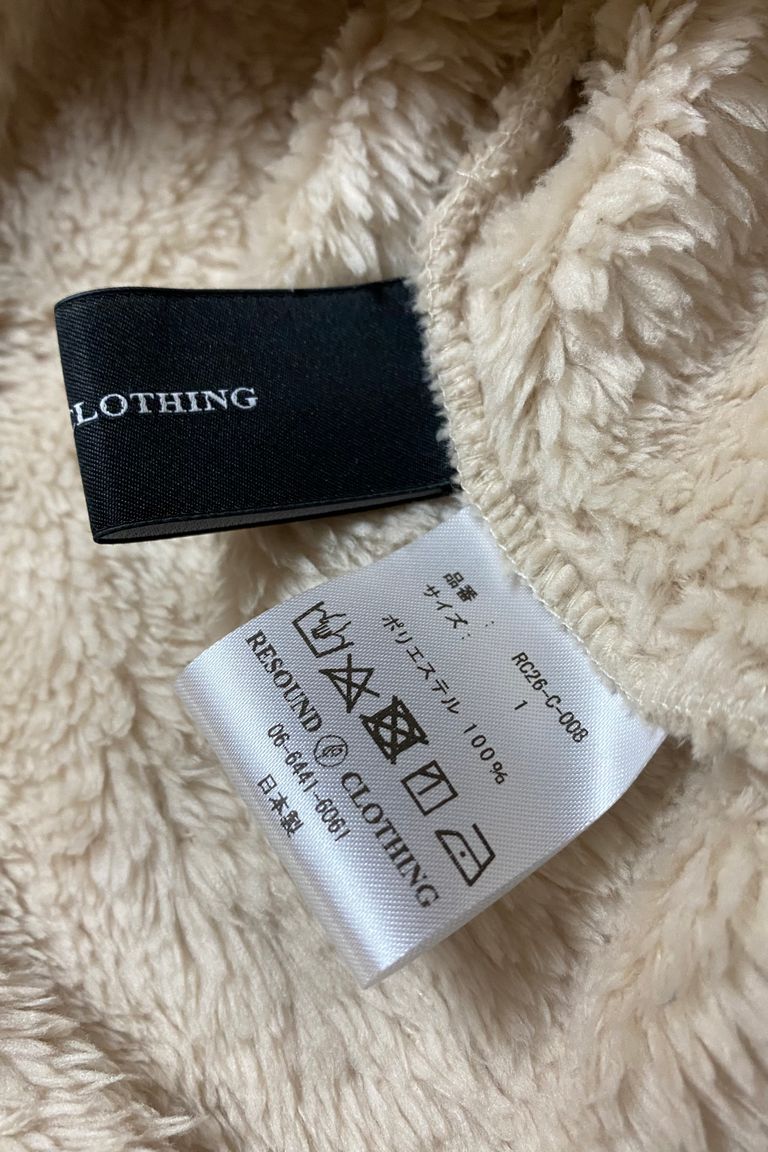 CLOTHING
品番 : RC26-C-008
サイズ : 1
ポリエステル 100%
RESOUND CLOTHING
06-6441-6061
日本製